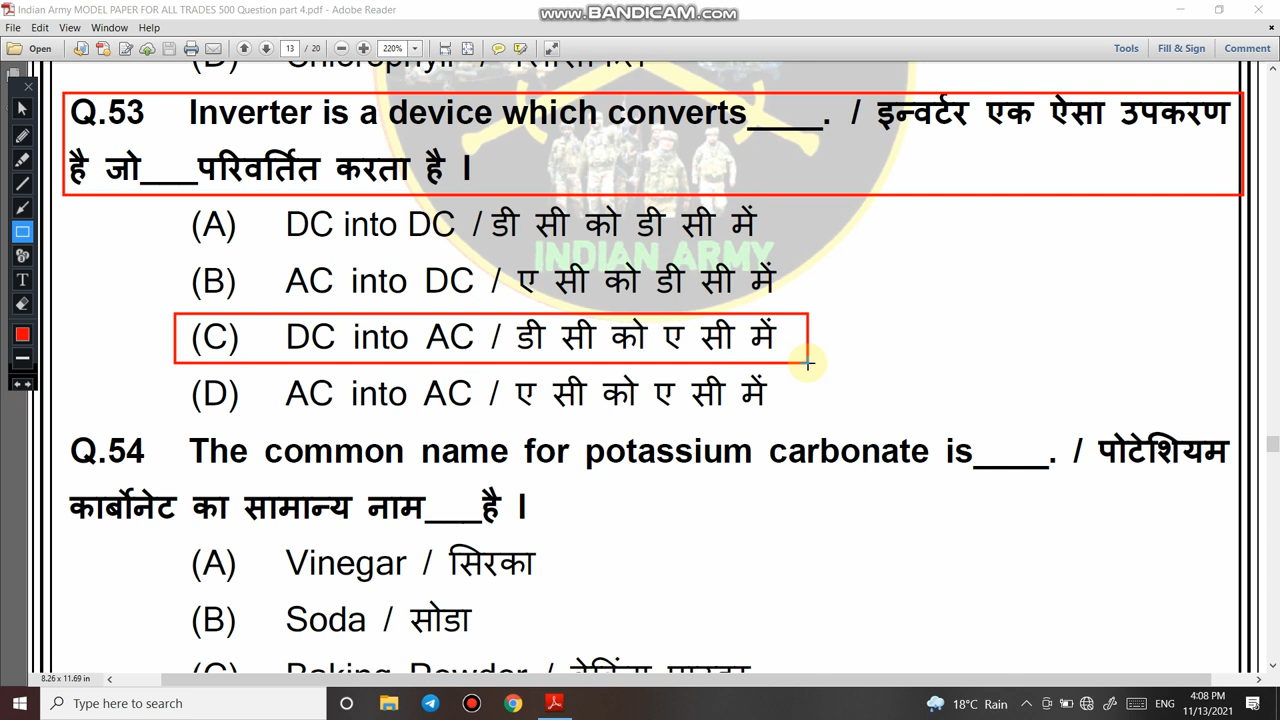 Indian Army MODEL PAPER FOR ALL TRADES 500 Question part 4.pdf - Adobe Reader
www.BANDICAM.com
File Edit View Window Help
Open 13 / 20 220% Tools Fill & Sign Comment
Q.53 Inverter is a device which converts____. / इन्वर्टर एक ऐसा उपकरण
है जो___परिवर्तित करता है I
(A) DC into DC / डी सी को डी सी में
(B) AC into DC / ए सी को डी सी में
INDIAN ARMY
(C) DC into AC / डी सी को ए सी में
(D) AC into AC / ए सी को ए सी में
Q.54 The common name for potassium carbonate is____. / पोटेशियम
कार्बोनेट का सामान्य नाम___है I
(A) Vinegar / सिरका
(B) Soda / सोडा
(C) Baking Powder /
8.26 x 11.69 in
Type here to search
18°C Rain ENG 4:08 PM
11/13/2021